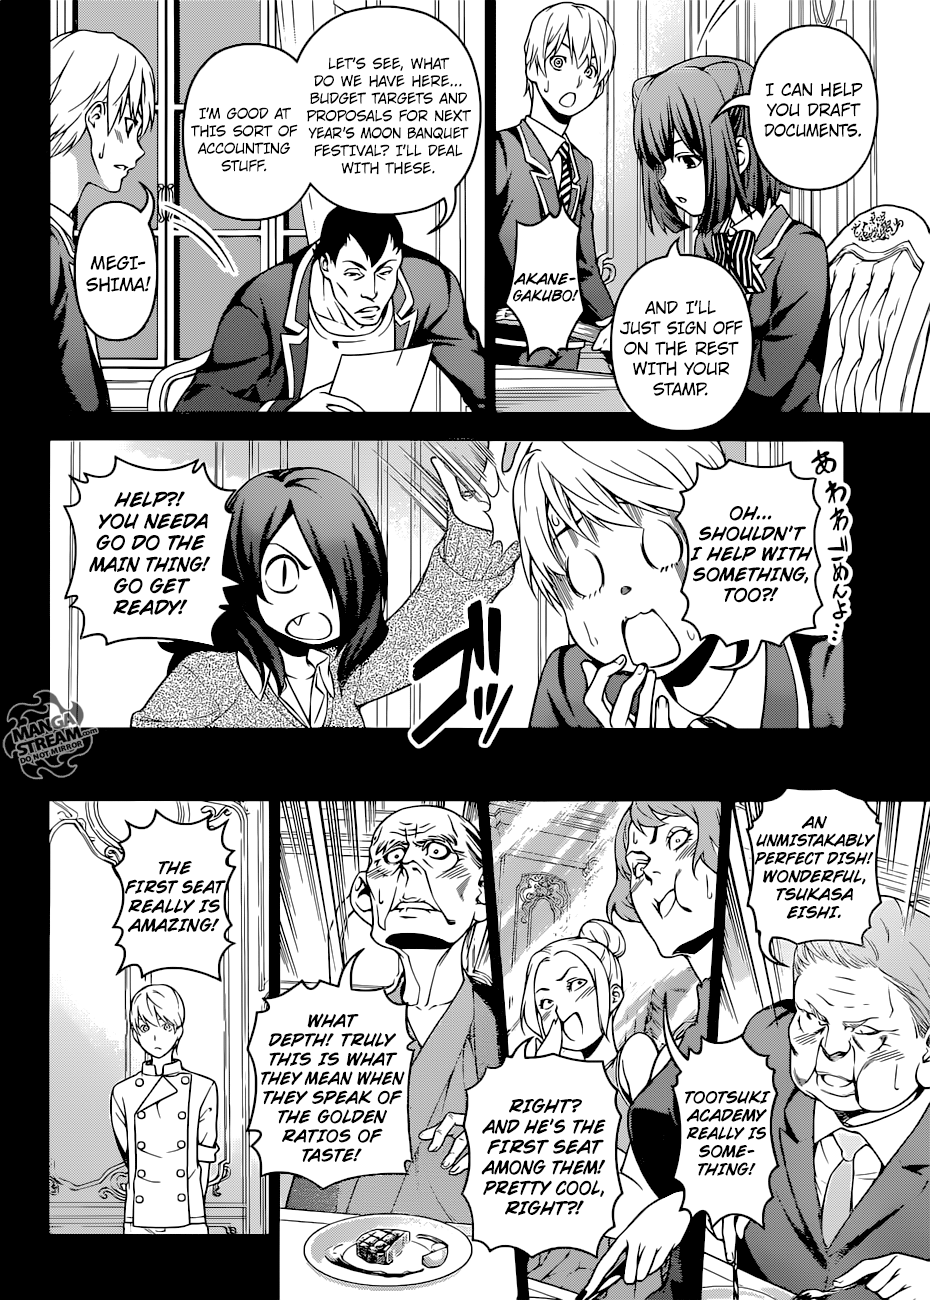 I CAN HELP
YOU DRAFT
DOCUMENTS.
AKANE-
GAKUBO!
AND I'LL
JUST SIGN OFF
ON THE REST
WITH YOUR
STAMP.
LET'S SEE, WHAT
DO WE HAVE HERE...
BUDGET TARGETS AND
PROPOSALS FOR NEXT
YEAR'S MOON BANQUET
FESTIVAL? I'LL DEAL
WITH THESE.
I'M GOOD AT
THIS SORT OF
ACCOUNTING
STUFF.
MEGI-
SHIMA!
あわわごめんよ...
OH...
SHOULDN'T
I HELP WITH
SOMETHING,
TOO?!
HELP?!
YOU NEEDA
GO DO THE
MAIN THING!
GO GET
READY!
ゴッ
MANGA
STREAM.com
DO NOT MIRROR
AN
UNMISTAKABLY
PERFECT DISH!
WONDERFUL,
TSUKASA
EISHI.
TOOTSUKI
ACADEMY
REALLY IS
SOME-
THING!
RIGHT?
AND HE'S THE
FIRST SEAT
AMONG THEM!
PRETTY COOL,
RIGHT?!
WHAT
DEPTH! TRULY
THIS IS WHAT
THEY MEAN WHEN
THEY SPEAK OF
THE GOLDEN
RATIOS OF
TASTE!
THE
FIRST SEAT
REALLY IS
AMAZING!